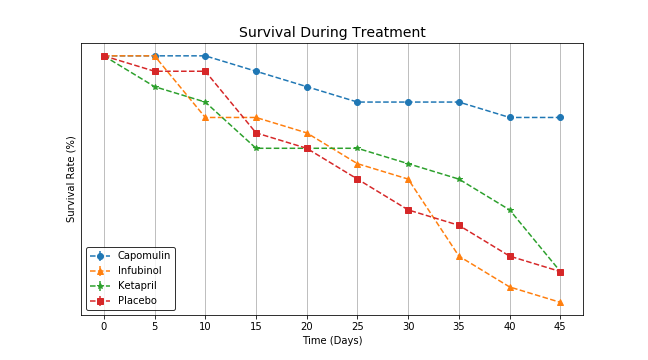 Survival During Treatment
Survival Rate (%)
Capomulin
Infubinol
Ketapril
Placebo
0 5 10 15 20 25 30 35 40 45
Time (Days)